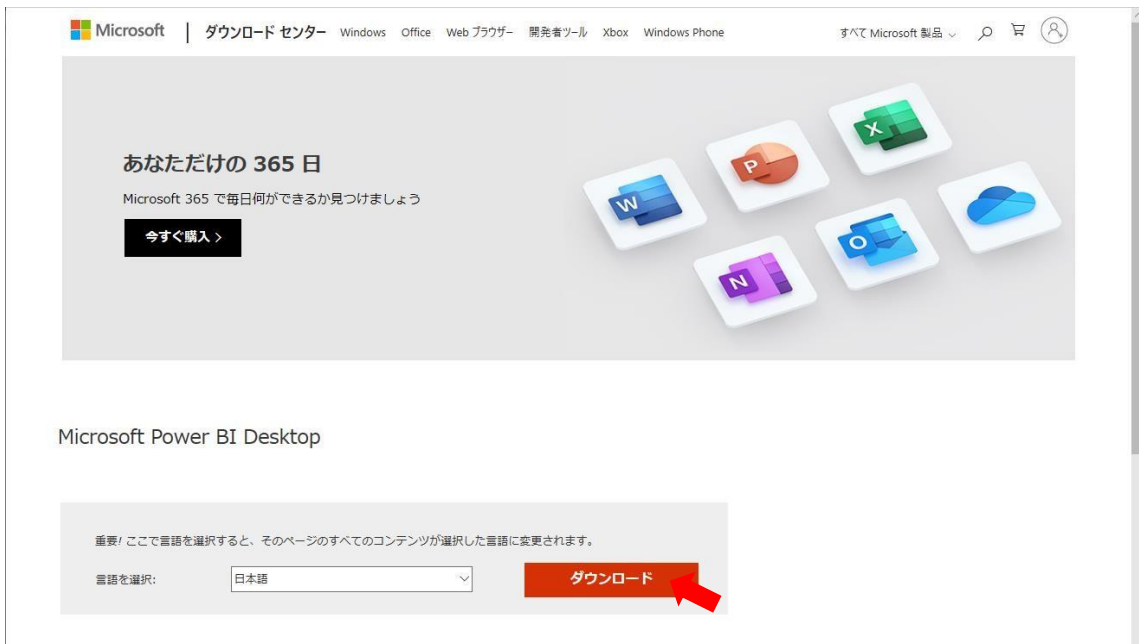 Microsoft | ダウンロード センター Windows Office Web ブラウザー 開発者ツール Xbox Windows Phone すべて Microsoft 製品
あなただけの 365 日
Microsoft 365 で毎日何ができるか見つけましょう
今すぐ購入 >
W P X N O
Microsoft Power BI Desktop
重要! ここで言語を選択すると、そのページのすべてのコンテンツが選択した言語に変更されます。
言語を選択: 日本語 ダウンロード